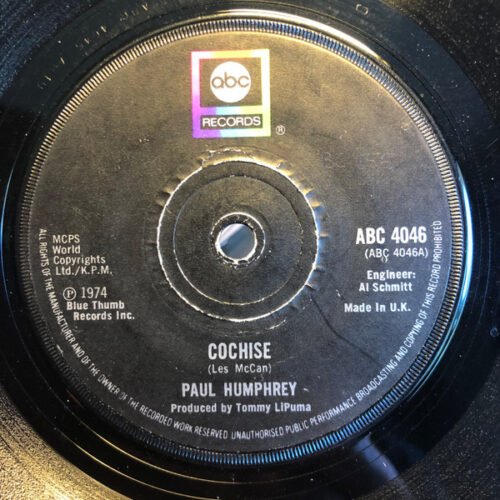 abc
RECORDS
®
MCPS
World
Copyrights
Ltd./K.P.M.
℗ 1974
Blue Thumb
Records Inc.
ABC 4046
(ABC 4046A)
Engineer:
Al Schmitt
Made in U.K.
COCHISE
(Les McCan)
PAUL HUMPHREY
Produced by Tommy LiPuma
ALL RIGHTS OF THE MANUFACTURER AND OF THE OWNER OF THE RECORDED WORK RESERVED UNAUTHORISED PUBLIC PERFORMANCE BROADCASTING AND COPYING OF THIS RECORD PROHIBITED